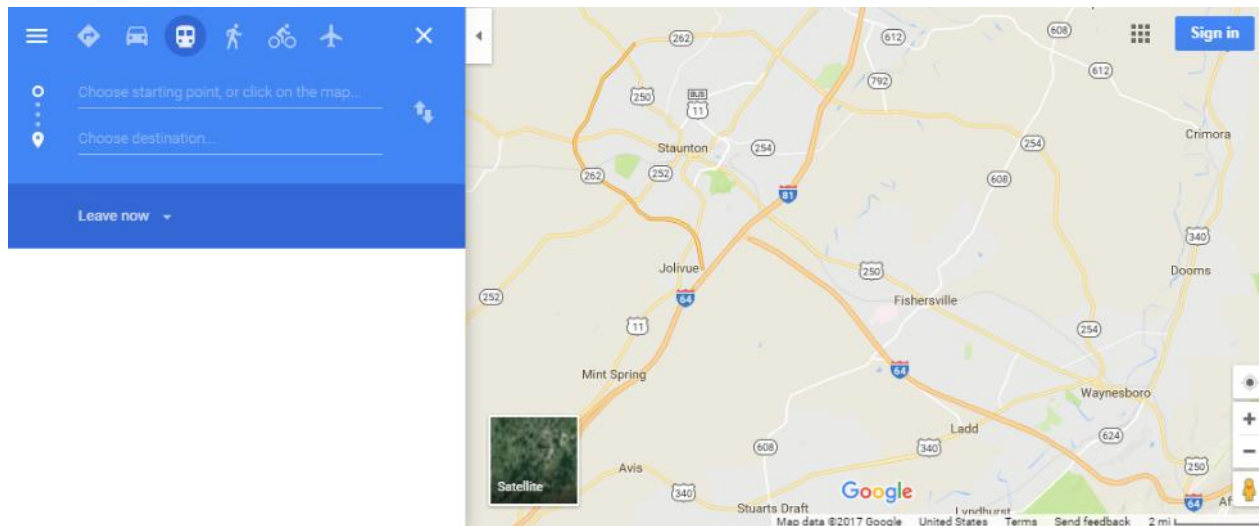 Choose starting point, or click on the map...
Choose destination...
Leave now
Sign in
262
612
608
612
792
250
BUS
11
Crimora
Staunton
254
254
262
252
608
81
340
Jolivue
250
Dooms
252
64
Fishersville
11
254
Mint Spring
64
Waynesboro
Ladd
624
608
340
250
Avis
Satellite
340
Google
64
Af
Stuarts Draft
Lyndhurst
Map data ©2017 Google United States Terms Send feedback 2 mi